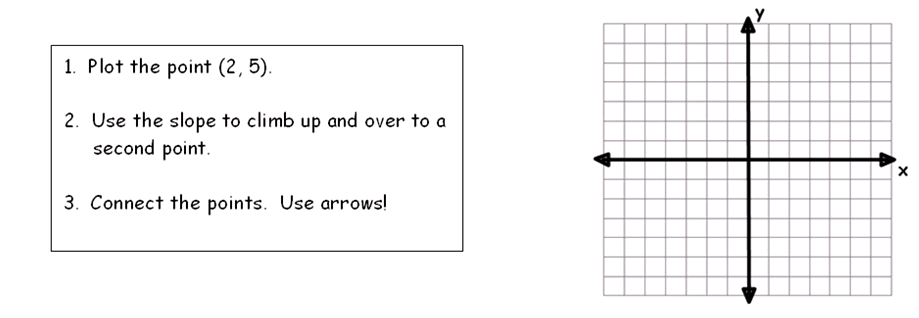 1. Plot the point (2, 5).
2. Use the slope to climb up and over to a
second point.
3. Connect the points. Use arrows!
y
x